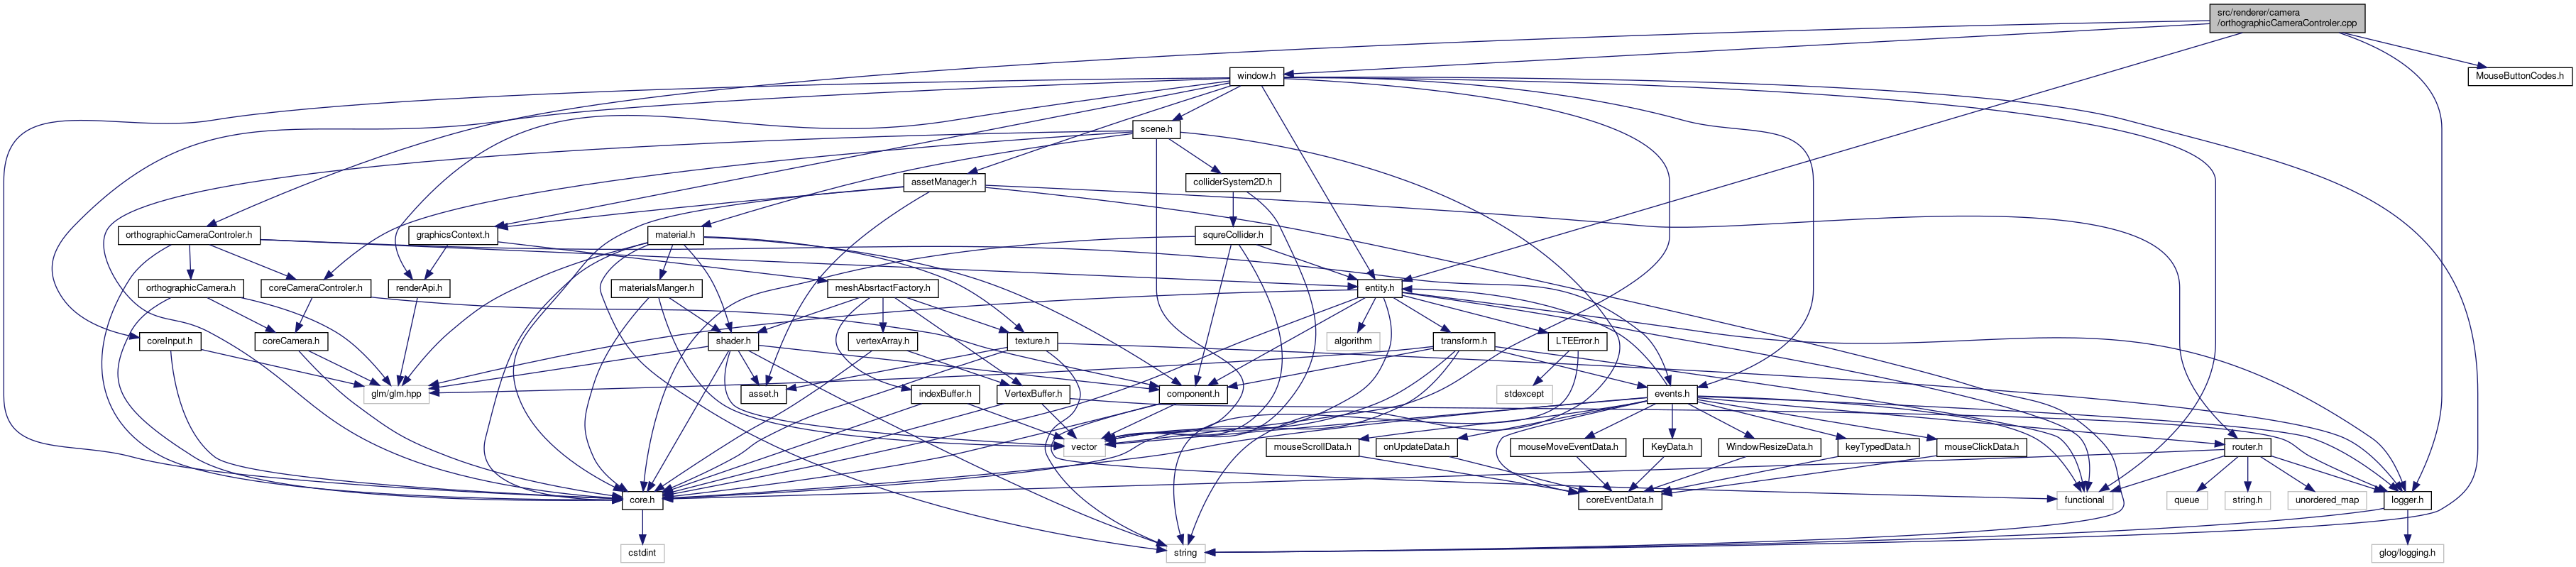 src/renderer/camera
/orthographicCameraControler.cpp
window.h
MouseButtonCodes.h
scene.h
assetManager.h
colliderSystem2D.h
orthographicCameraControler.h
graphicsContext.h
material.h
squreCollider.h
orthographicCamera.h
coreCameraControler.h
renderApi.h
materialsManger.h
meshAbsrtactFactory.h
entity.h
coreInput.h
coreCamera.h
shader.h
vertexArray.h
texture.h
algorithm
transform.h
LTEError.h
glm/glm.hpp
asset.h
indexBuffer.h
VertexBuffer.h
component.h
stdexcept
events.h
vector
mouseScrollData.h
onUpdateData.h
mouseMoveEventData.h
KeyData.h
WindowResizeData.h
keyTypedData.h
mouseClickData.h
router.h
core.h
coreEventData.h
functional
queue
string.h
unordered_map
logger.h
cstdint
string
glog/logging.h